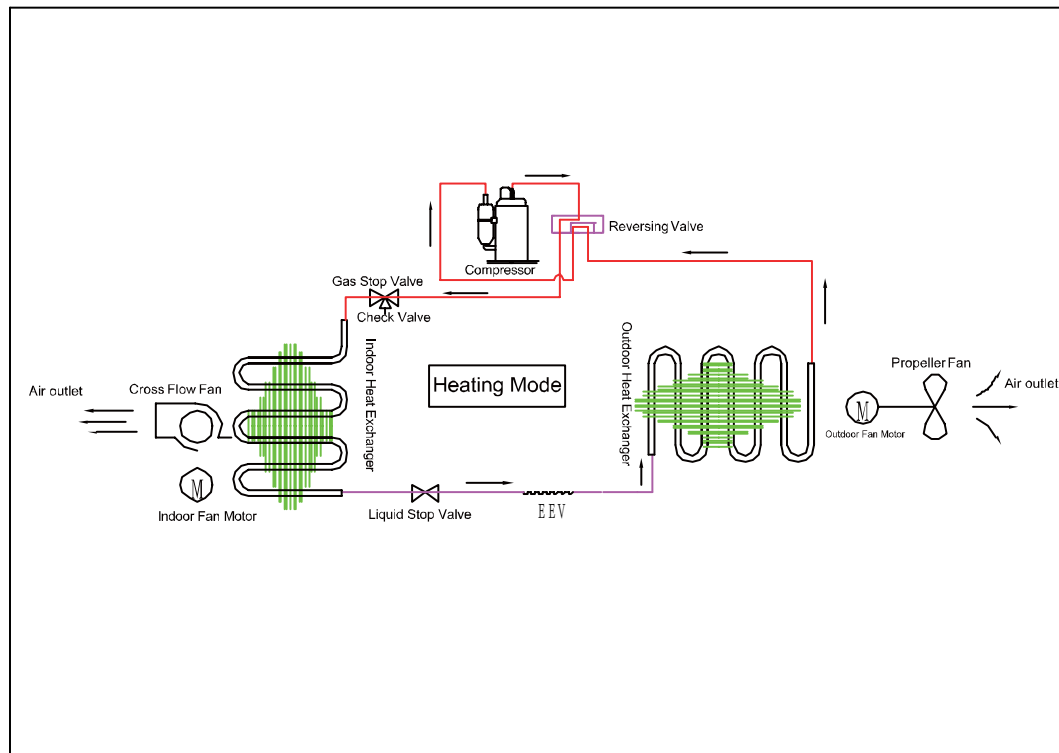 Reversing Valve
Compressor
Gas Stop Valve
Check Valve
Indoor Heat Exchanger
Outdoor Heat Exchanger
Heating Mode
Air outlet
Cross Flow Fan
M
Indoor Fan Motor
Liquid Stop Valve
EEV
Propeller Fan
Air outlet
M
Outdoor Fan Motor